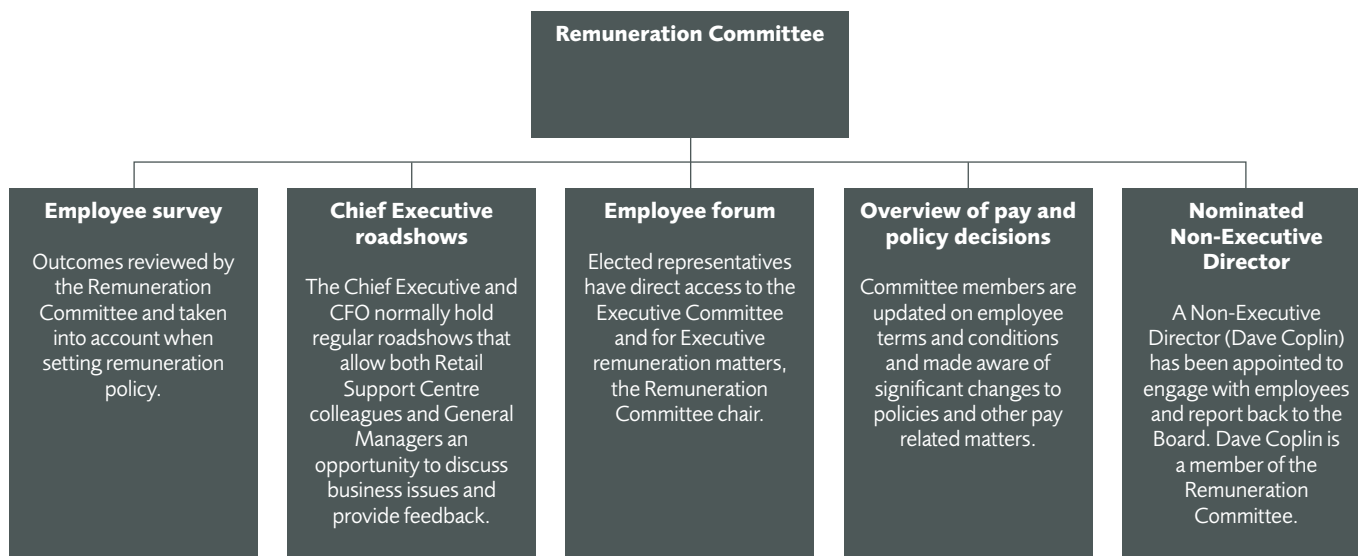 Remuneration Committee
Employee survey
Outcomes reviewed by
the Remuneration
Committee and taken
into account when
setting remuneration
policy.
Chief Executive
roadshows
The Chief Executive and
CFO normally hold
regular roadshows that
allow both Retail
Support Centre
colleagues and General
Managers an
opportunity to discuss
business issues and
provide feedback.
Employee forum
Elected representatives
have direct access to the
Executive Committee
and for Executive
remuneration matters,
the Remuneration
Committee chair.
Overview of pay and
policy decisions
Committee members are
updated on employee
terms and conditions
and made aware of
significant changes to
policies and other pay
related matters.
Nominated
Non-Executive
Director
A Non-Executive
Director (Dave Coplin)
has been appointed to
engage with employees
and report back to the
Board. Dave Coplin is
a member of the
Remuneration
Committee.